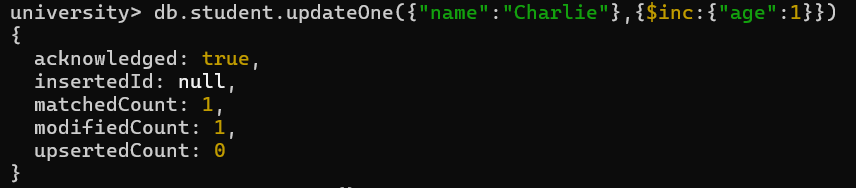 university> db.student.updateOne({"name":"Charlie"},{$inc:{"age":1}})
{
  acknowledged: true,
  insertedId: null,
  matchedCount: 1,
  modifiedCount: 1,
  upsertedCount: 0
}